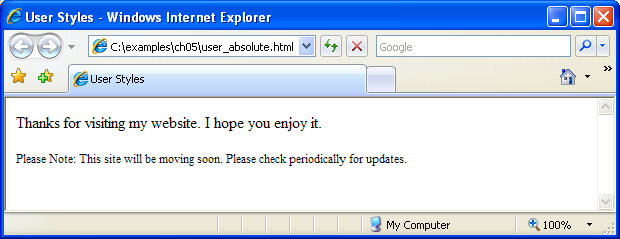 User Styles - Windows Internet Explorer
C:\examples\ch05\user_absolute.html
Google
User Styles
»
Thanks for visiting my website. I hope you enjoy it.
Please Note: This site will be moving soon. Please check periodically for updates.
My Computer
100%